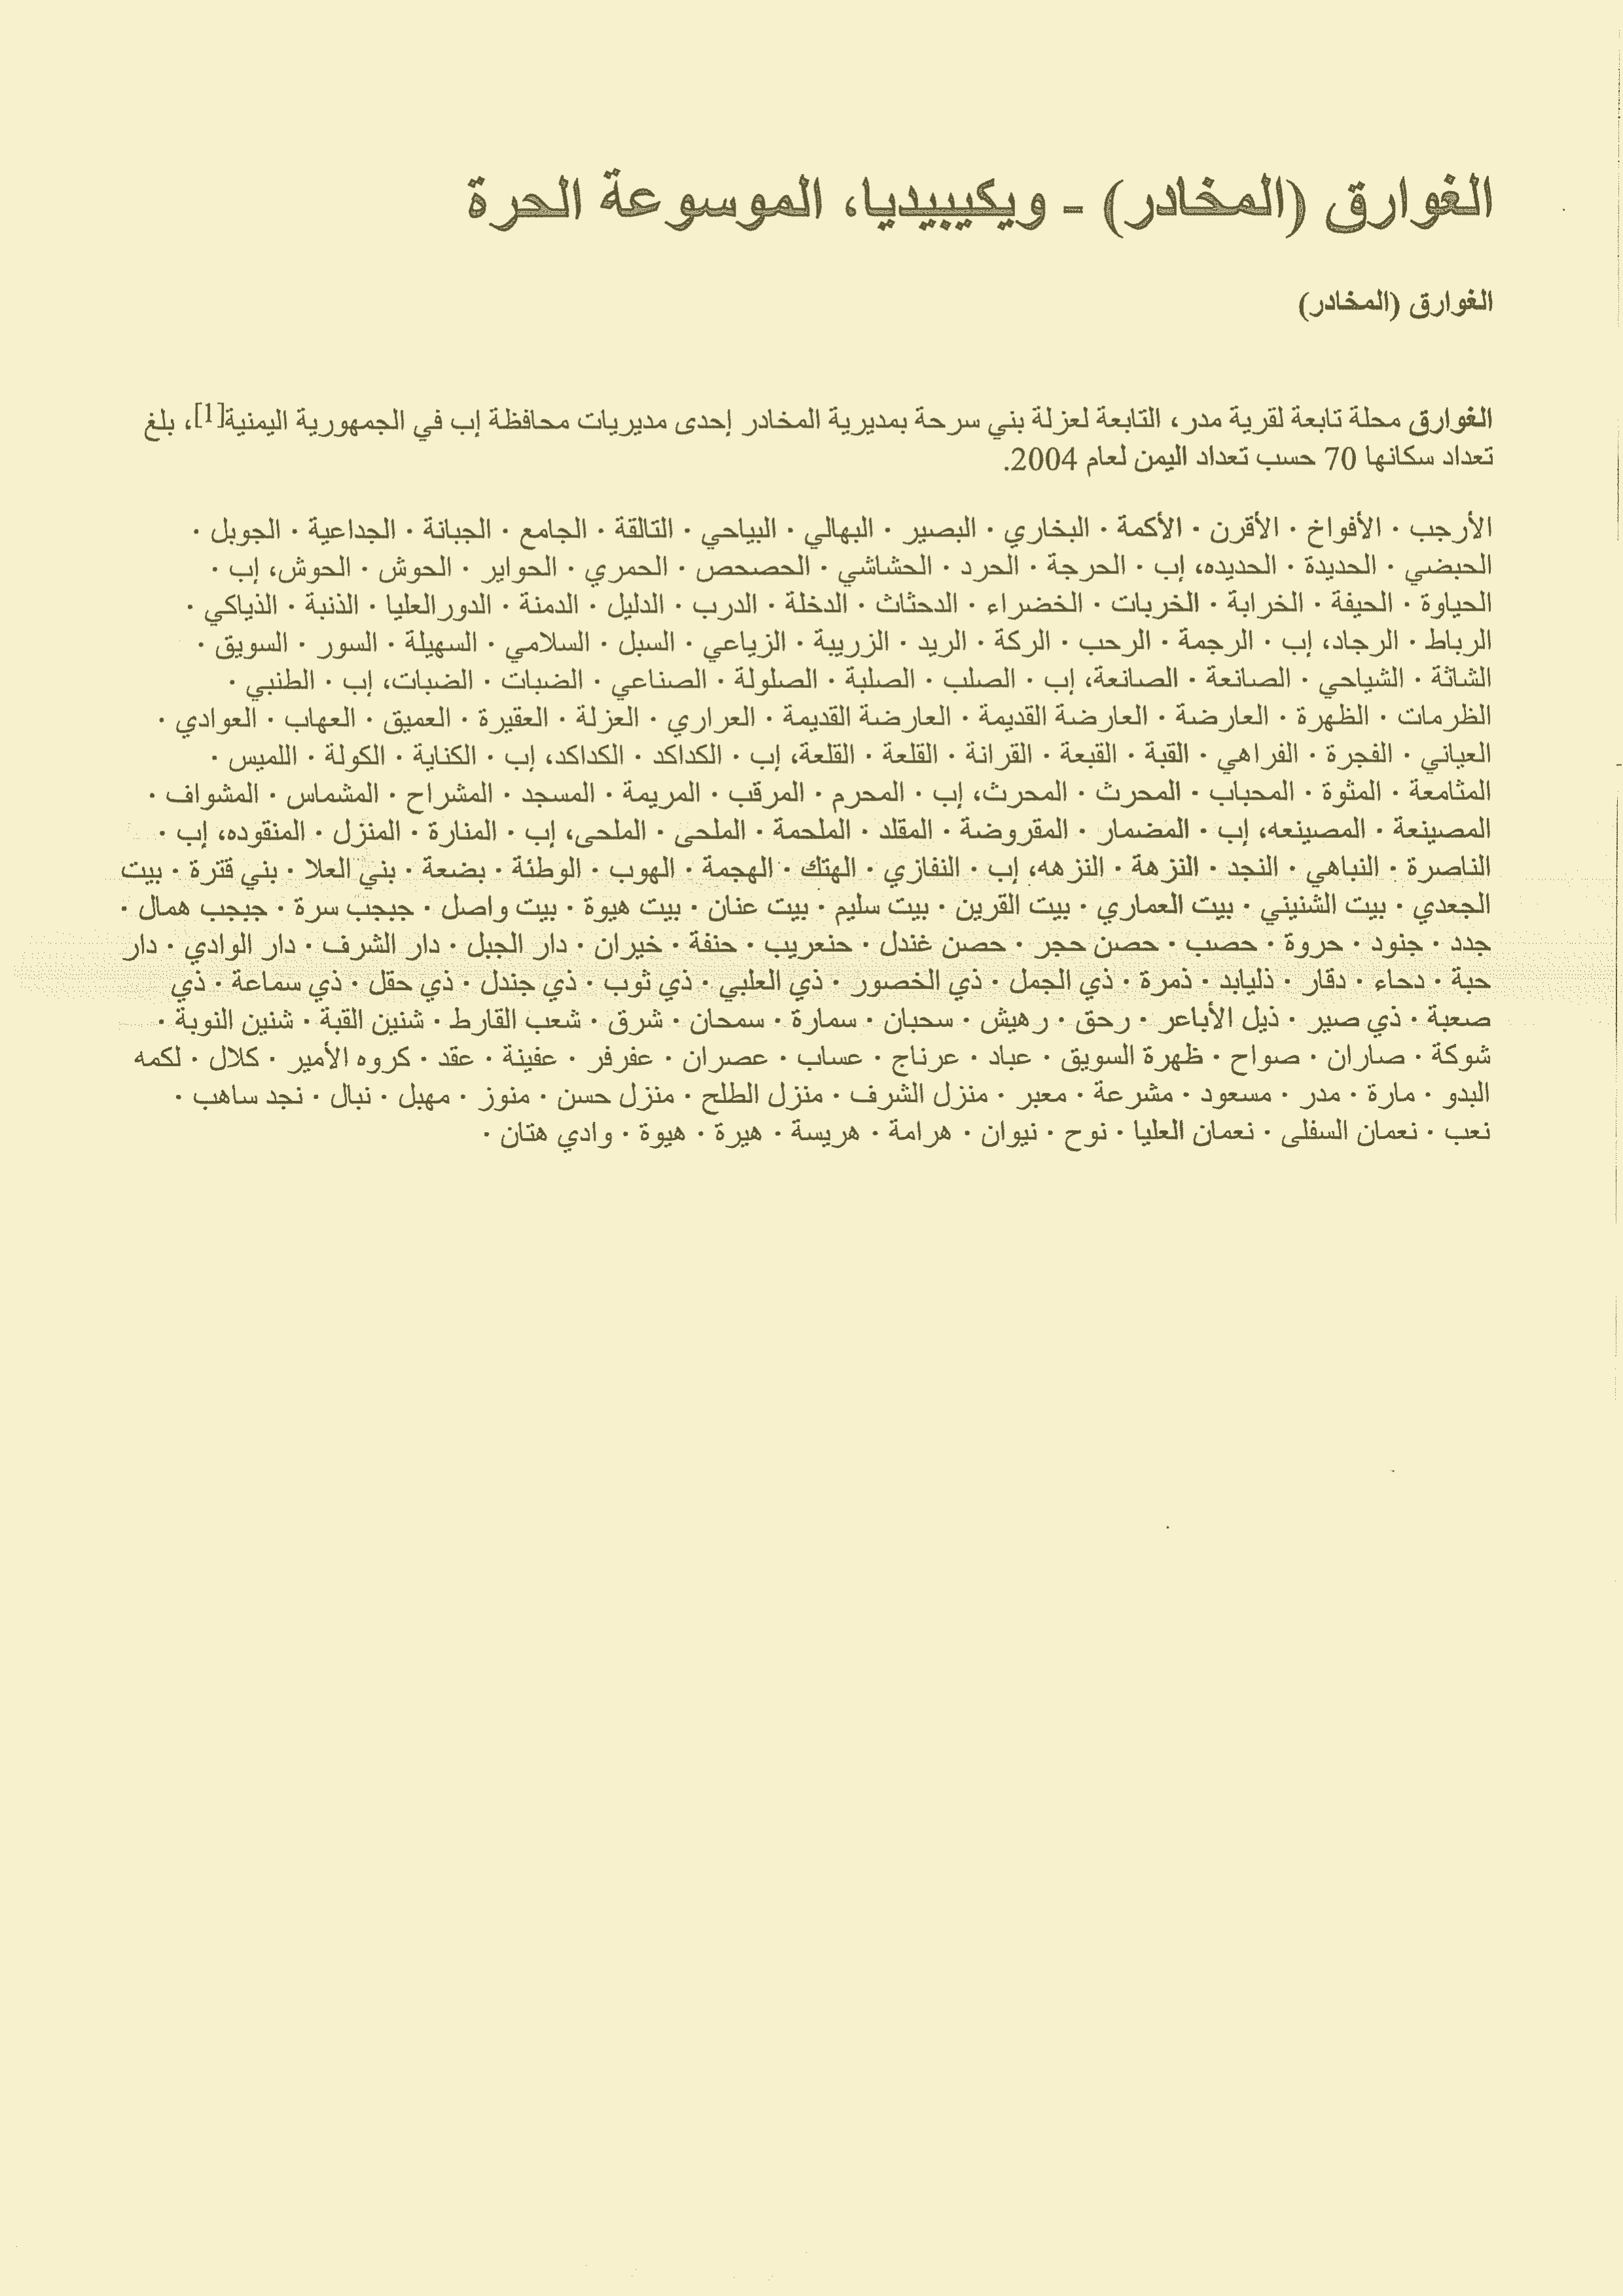 الغوارق (المخادر) - ويكيبيديا، الموسوعة الحرة
الغوارق (المخادر)
الغوارق محلة تابعة لقرية مدر، التابعة لعزلة بني سرحة بمديرية المخادر إحدى مديريات محافظة إب في الجمهورية اليمنية[1]، بلغ
تعداد سكانها 70 حسب تعداد اليمن لعام 2004.
الأرجب · الأفواخ · الأقرن · الأكمة · البخاري · البصير · البهالي · البياحي · التالقة · الجامع · الجبانة · الجداعية · الجوبل ·
الحبضي · الحديدة · الحديده، إب · الحرجة · الحرد · الحشاشي · الحصحص · الحمري · الحواير · الحوش · الحوش، إب ·
الحياوة · الحيفة · الخرابة · الخربات · الخضراء · الدحثاث · الدخلة · الدرب · الدليل · الدمنة · الدورالعليا · الذنبة · الذياكي ·
الرباط · الرجاد، إب · الرجمة · الرحب · الركة · الريد · الزريبة · الزياعي · السبل · السلامي · السهيلة · السور · السويق ·
الشاثة · الشياحي · الصانعة · الصانعة، إب · الصلب · الصلبة · الصلولة · الصناعي · الضبات · الضبات، إب · الطنبي ·
الظرمات · الظهرة · العارضة · العارضة القديمة · العارضة القديمة · العراري · العزلة · العقيرة · العميق · العهاب · العوادي ·
العياني · الفجرة · الفراهي · القبة · القبعة · القرانة · القلعة · القلعة، إب · الكداكد · الكداكد، إب · الكناية · الكولة · اللميس ·
المثامعة · المثوة · المحباب · المحرث · المحرث، إب · المحرم · المرقب · المريمة · المسجد · المشراح · المشماس · المشواف ·
المصينعة · المصينعه، إب · المضمار · المقروضة · المقلد · الملحمة · الملحى · الملحى، إب · المنارة · المنزل · المنقوده، إب ·
الناصرة · النباهي · النجد · النزهة · النزهه، إب · النفازي · الهتك · الهجمة · الهوب · الوطئة · بضعة · بني العلا · بني قترة · بيت
الجعدي · بيت الشنيني · بيت العماري · بيت القرين · بيت سليم · بيت عنان · بيت هيوة · بيت واصل · جبجب سرة · جبجب همال ·
جدد · جنود · حروة · حصب · حصن حجر · حصن غندل · حنعريب · حنفة · خيران · دار الجبل · دار الشرف · دار الوادي · دار
حبة · دحاء · دقار · ذليابد · ذمرة · ذي الجمل · ذي الخصور · ذي العلبي · ذي ثوب · ذي جندل · ذي حقل · ذي سماعة · ذي
صعبة · ذي صير · ذيل الأباعر · رحق · رهيش · سحبان · سمارة · سمحان · شرق · شعب القارط · شنين القبة · شنين النوبة ·
شوكة · صاران · صواح · ظهرة السويق · عباد · عرناج · عساب · عصران · عفرفر · عفينة · عقد · كروه الأمير · كلال · لكمه
البدو · مارة · مدر · مسعود · مشرعة · معبر · منزل الشرف · منزل الطلح · منزل حسن · منوز · مهبل · نبال · نجد ساهب ·
نعب · نعمان السفلى · نعمان العليا · نوح · نيوان · هرامة · هريسة · هيرة · هيوة · وادي هتان ·